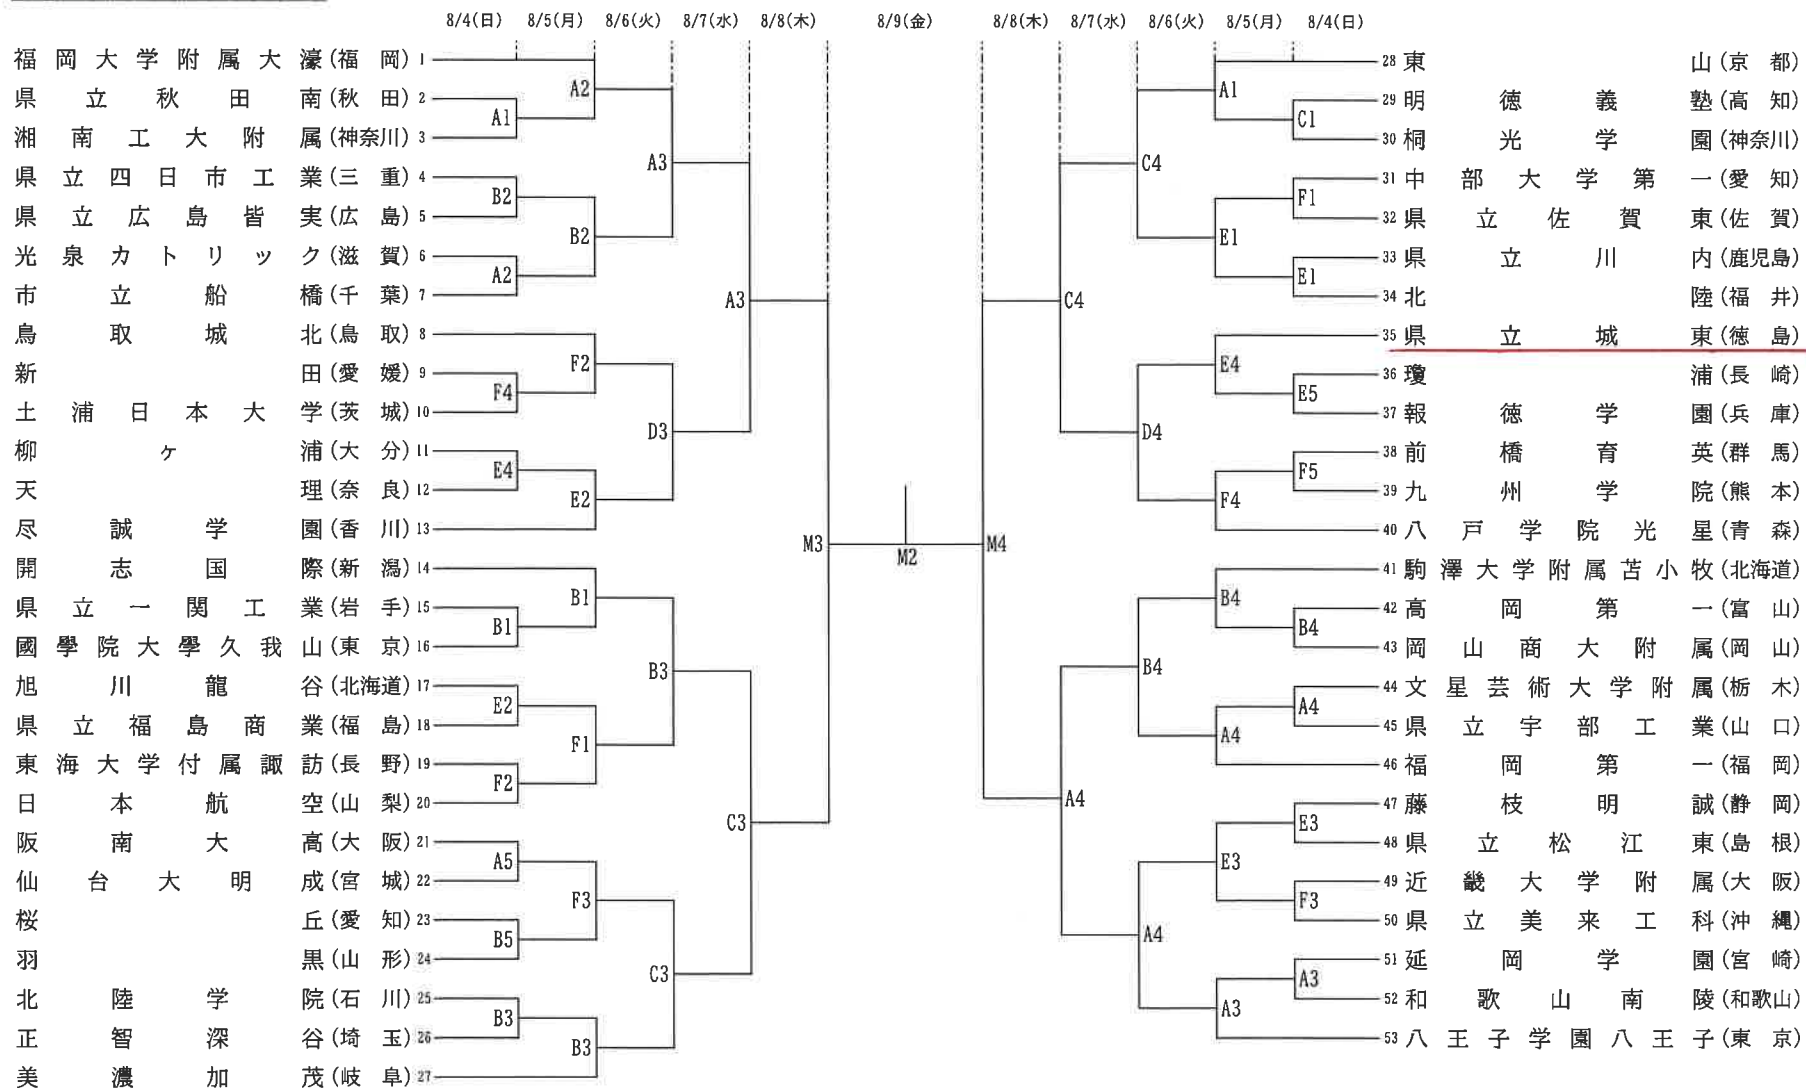 8/4(日) 8/5(月) 8/6(火) 8/7(水) 8/8(木) 8/9(金) 8/8(木) 8/7(水) 8/6(火) 8/5(月) 8/4(日)
福岡大学附属大濠(福岡) 1
県立秋田南(秋田) 2
湘南工大附属(神奈川) 3
県立四日市工業(三重) 4
県立広島皆実(広島) 5
光泉カトリック(滋賀) 6
市立船橋(千葉) 7
鳥取城北(鳥取) 8
新田(愛媛) 9
土浦日本大学(茨城) 10
柳ヶ浦(大分) 11
天理(奈良) 12
尽誠学園(香川) 13
開志国際(新潟) 14
県立一関工業(岩手) 15
國學院大學久我山(東京) 16
旭川龍谷(北海道) 17
県立福島商業(福島) 18
東海大学付属諏訪(長野) 19
日本航空(山梨) 20
阪南大高(大阪) 21
仙台大明成(宮城) 22
桜丘(愛知) 23
羽黒(山形) 24
北陸学院(石川) 25
正智深谷(埼玉) 26
美濃加茂(岐阜) 27
A1
B2
A2
F4
E4
B1
E2
F2
A5
B5
B3
A2
B2
F2
E2
B1
F1
F3
B3
A3
D3
B3
C3
A3
C3
M3
M2
M4
C4
A4
C4
D4
B4
A4
A1
E1
E4
F4
B4
A4
E3
A3
C1
F1
E1
E5
F5
B4
A4
E3
F3
A3
28 東山(京都)
29 明徳義塾(高知)
30 桐光学園(神奈川)
31 中部大学第一(愛知)
32 県立佐賀東(佐賀)
33 県立川内(鹿児島)
34 北陸(福井)
35 県立城東(徳島)
36 瓊浦(長崎)
37 報徳学園(兵庫)
38 前橋育英(群馬)
39 九州学院(熊本)
40 八戸学院光星(青森)
41 駒澤大学附属苫小牧(北海道)
42 高岡第一(富山)
43 岡山商大附属(岡山)
44 文星芸術大学附属(栃木)
45 県立宇部工業(山口)
46 福岡第一(福岡)
47 藤枝明誠(静岡)
48 県立松江東(島根)
49 近畿大学附属(大阪)
50 県立美来工科(沖縄)
51 延岡学園(宮崎)
52 和歌山南陵(和歌山)
53 八王子学園八王子(東京)